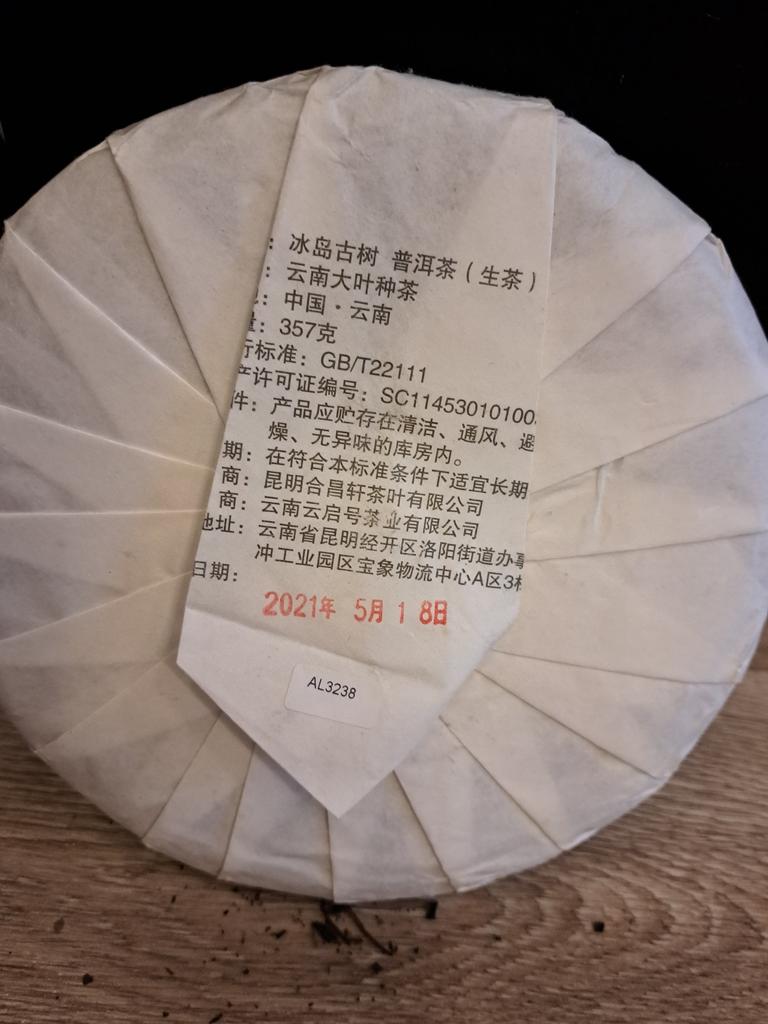 ：冰岛古树 普洱茶（生茶）
：云南大叶种茶
：中国·云南
量：357克
行标准：GB/T22111
产许可证编号：SC1145301010
件：产品应贮存在清洁、通风、避
燥、无异味的库房内。
期：在符合本标准条件下适宜长期
商：昆明合昌轩茶叶有限公司
商：云南云启号茶业有限公司
地址：云南省昆明经开区洛阳街道办事
冲工业园区宝象物流中心A区3栋
日期：
2021年 5月 1 8日
AL3238